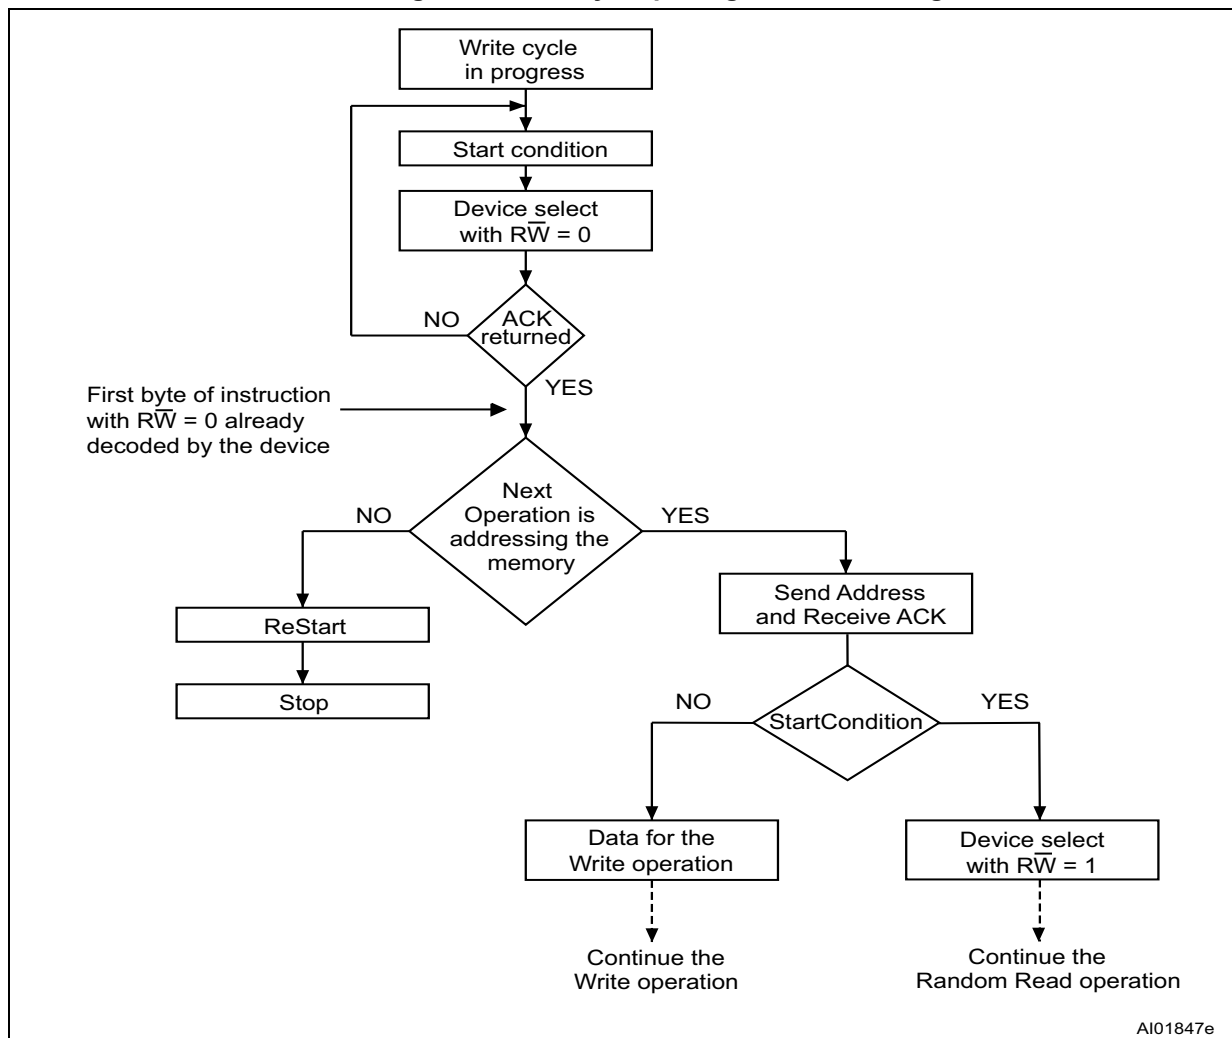 Write cycle
in progress
Start condition
Device select
with RW̅ = 0
ACK
returned
NO
YES
First byte of instruction
with RW̅ = 0 already
decoded by the device
Next
Operation is
addressing the
memory
NO
YES
ReStart
Stop
Send Address
and Receive ACK
StartCondition
NO
YES
Data for the
Write operation
Device select
with RW̅ = 1
Continue the
Write operation
Continue the
Random Read operation
AI01847e